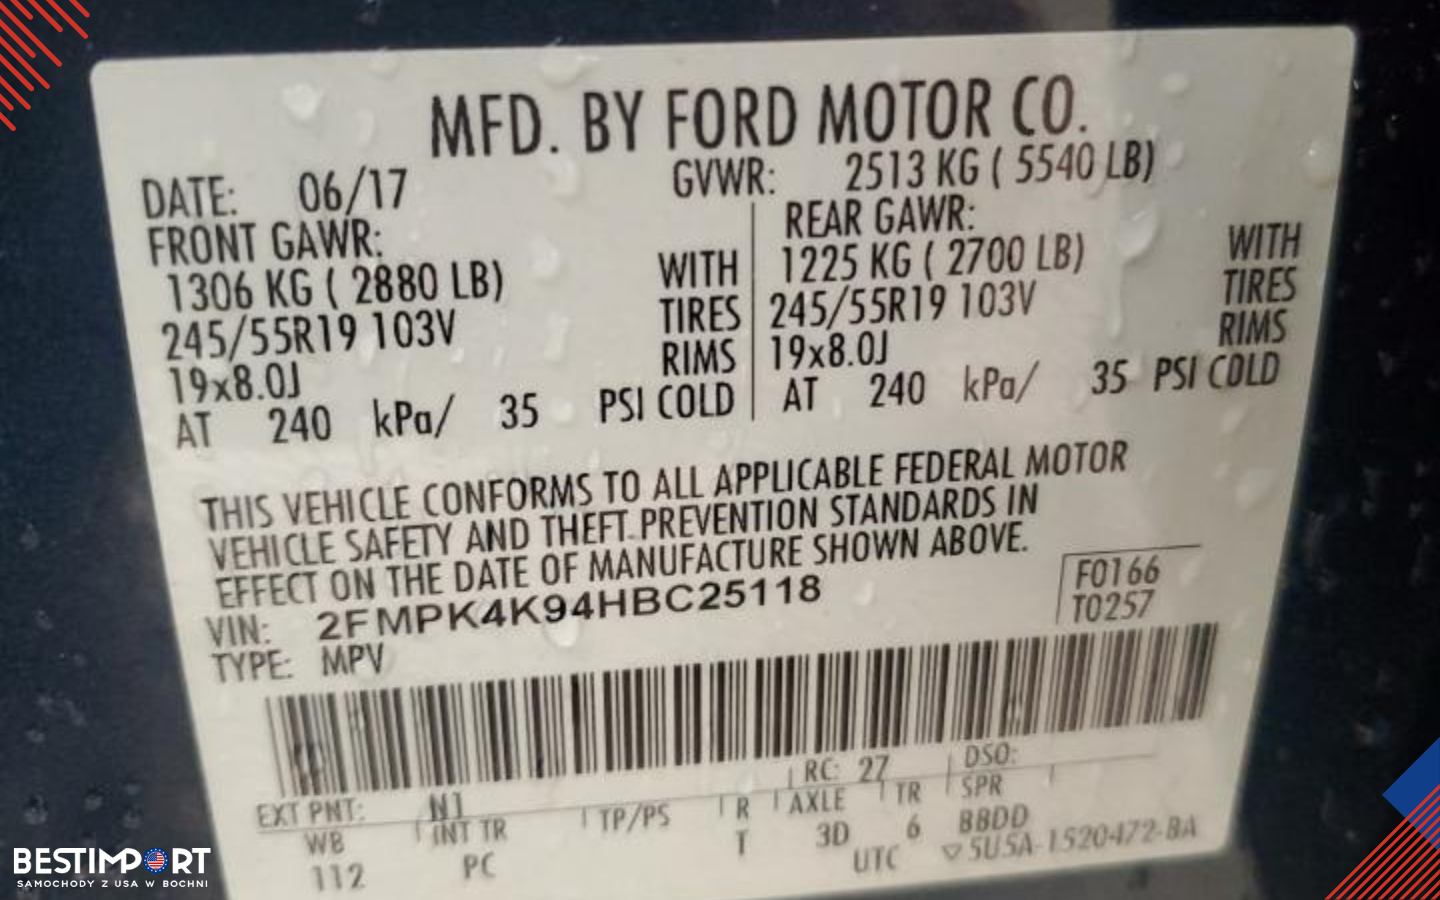 MFD. BY FORD MOTOR CO.
DATE: 06/17 GVWR: 2513 KG ( 5540 LB)
FRONT GAWR: REAR GAWR:
1306 KG ( 2880 LB) WITH 1225 KG ( 2700 LB) WITH
245/55R19 103V TIRES 245/55R19 103V TIRES
19x8.0J RIMS 19x8.0J RIMS
AT 240 kPa/ 35 PSI COLD AT 240 kPa/ 35 PSI COLD
THIS VEHICLE CONFORMS TO ALL APPLICABLE FEDERAL MOTOR
VEHICLE SAFETY AND THEFT PREVENTION STANDARDS IN
EFFECT ON THE DATE OF MANUFACTURE SHOWN ABOVE.
VIN: 2FMPK4K94HBC25118
F0166
T0257
TYPE: MPV
EXT PNT: N1 RC: 27 DSO:
WB INT TR TP/PS R AXLE TR SPR
112 PC T 3D 6 BBDD
UTC ▽5U5A-1520472-BA
BESTIMPORT
SAMOCHODY Z USA W BOCHNI